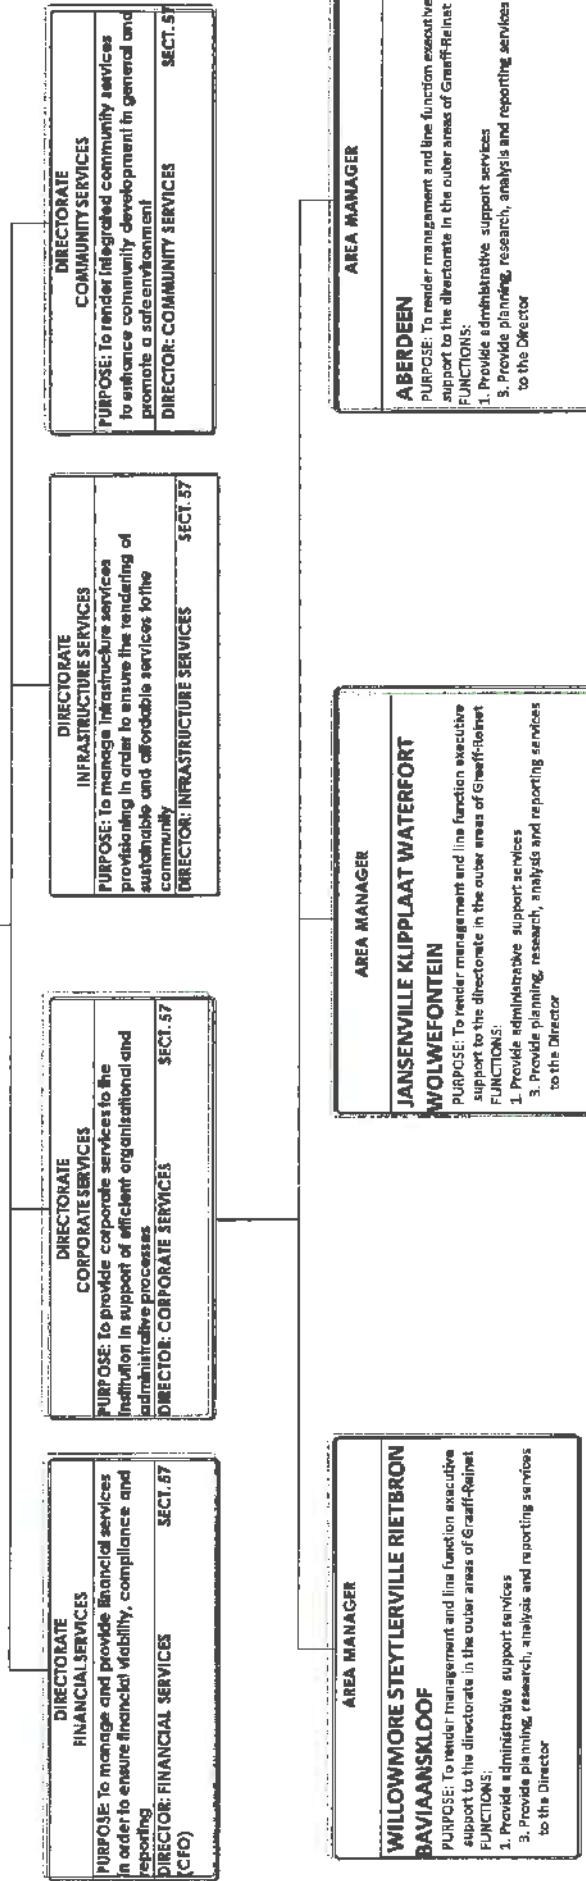 DIRECTORATE
FINANCIAL SERVICES
PURPOSE: To manage and provide financial services
in order to ensure financial viability, compliance and
reporting
DIRECTOR: FINANCIAL SERVICES SECT. 57
(CFO)
DIRECTORATE
CORPORATE SERVICES
PURPOSE: To provide corporate services to the
institution in support of efficient organisational and
administrative processes
DIRECTOR: CORPORATE SERVICES SECT. 57
DIRECTORATE
INFRASTRUCTURE SERVICES
PURPOSE: To manage infrastructure services
provisioning in order to ensure the rendering of
sustainable and affordable services to the
community
DIRECTOR: INFRASTRUCTURE SERVICES SECT. 57
DIRECTORATE
COMMUNITY SERVICES
PURPOSE: To render integrated community services
to enhance community development in general and
promote a safe environment
DIRECTOR: COMMUNITY SERVICES SECT. 57
AREA MANAGER
WILLOWMORE STEYTLERVILLE RIETBRON
BAVIAANSKLOOF
PURPOSE: To render management and line function executive
support to the directorate in the outer areas of Graaff-Reinet
FUNCTIONS:
1. Provide administrative support services
3. Provide planning, research, analysis and reporting services
to the Director
AREA MANAGER
JANSENVILLE KLIPPLAAT WATERFORT
WOLWEFONTEIN
PURPOSE: To render management and line function executive
support to the directorate in the outer areas of Graaff-Reinet
FUNCTIONS:
1. Provide administrative support services
3. Provide planning, research, analysis and reporting services
to the Director
AREA MANAGER
ABERDEEN
PURPOSE: To render management and line function executive
support to the directorate in the outer areas of Graaff-Reinet
FUNCTIONS:
1. Provide administrative support services
3. Provide planning, research, analysis and reporting services
to the Director